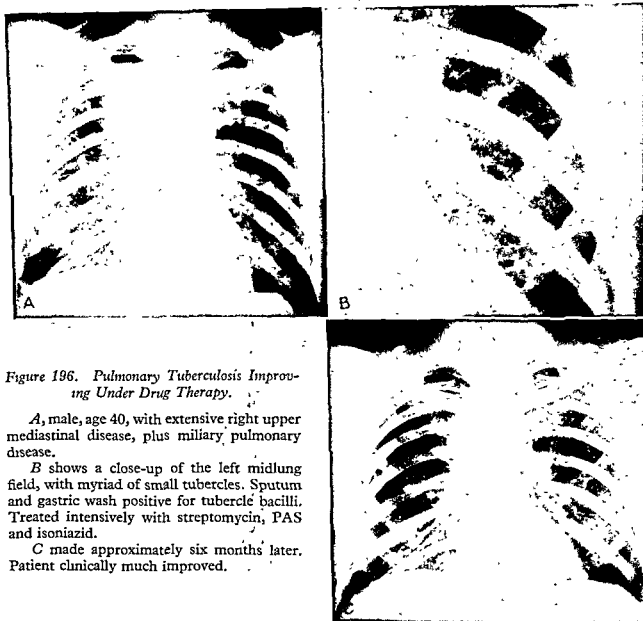 A
B
Figure 196. Pulmonary Tuberculosis Improv-
ing Under Drug Therapy.
A, male, age 40, with extensive right upper
mediastinal disease, plus miliary pulmonary
disease.
B shows a close-up of the left midlung
field, with myriad of small tubercles. Sputum
and gastric wash positive for tubercle bacilli.
Treated intensively with streptomycin, PAS
and isoniazid.
C made approximately six months later.
Patient clinically much improved.
C